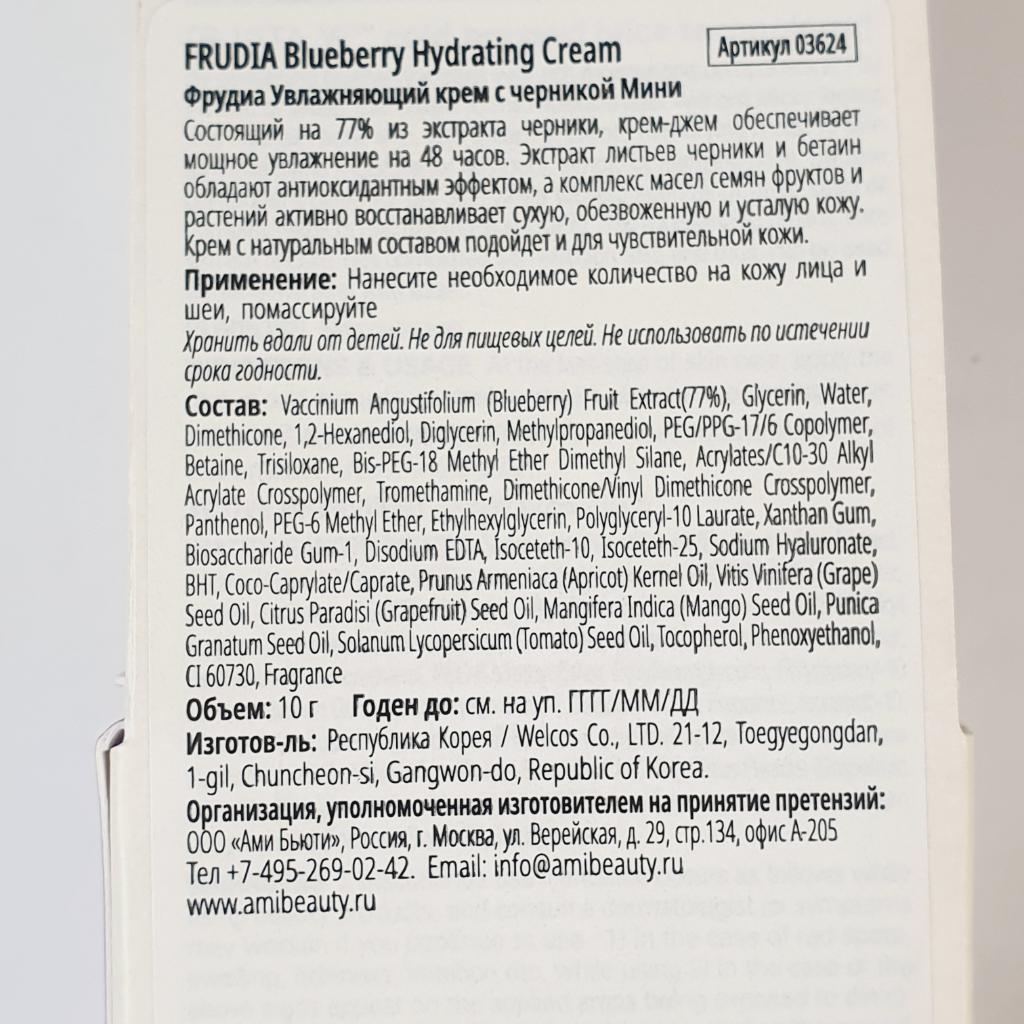 FRUDIA Blueberry Hydrating Cream
Артикул 03624
Фрудиа Увлажняющий крем с черникой Мини
Состоящий на 77% из экстракта черники, крем-джем обеспечивает
мощное увлажнение на 48 часов. Экстракт листьев черники и бетаин
обладают антиоксидантным эффектом, а комплекс масел семян фруктов и
растений активно восстанавливает сухую, обезвоженную и усталую кожу.
Крем с натуральным составом подойдет и для чувствительной кожи.
Применение: Нанесите необходимое количество на кожу лица и
шеи, помассируйте
Хранить вдали от детей. Не для пищевых целей. Не использовать по истечении
срока годности.
Состав: Vaccinium Angustifolium (Blueberry) Fruit Extract(77%), Glycerin, Water,
Dimethicone, 1,2-Hexanediol, Diglycerin, Methylpropanediol, PEG/PPG-17/6 Copolymer,
Betaine, Trisiloxane, Bis-PEG-18 Methyl Ether Dimethyl Silane, Acrylates/C10-30 Alkyl
Acrylate Crosspolymer, Tromethamine, Dimethicone/Vinyl Dimethicone Crosspolymer,
Panthenol, PEG-6 Methyl Ether, Ethylhexylglycerin, Polyglyceryl-10 Laurate, Xanthan Gum,
Biosaccharide Gum-1, Disodium EDTA, Isoceteth-10, Isoceteth-25, Sodium Hyaluronate,
BHT, Coco-Caprylate/Caprate, Prunus Armeniaca (Apricot) Kernel Oil, Vitis Vinifera (Grape)
Seed Oil, Citrus Paradisi (Grapefruit) Seed Oil, Mangifera Indica (Mango) Seed Oil, Punica
Granatum Seed Oil, Solanum Lycopersicum (Tomato) Seed Oil, Tocopherol, Phenoxyethanol,
CI 60730, Fragrance
Объем: 10 г Годен до: см. на уп. ГГГГ/ММ/ДД
Изготов-ль: Республика Корея / Welcos Co., LTD. 21-12, Toegyegongdan,
1-gil, Chuncheon-si, Gangwon-do, Republic of Korea.
Организация, уполномоченная изготовителем на принятие претензий:
ООО «Ами Бьюти», Россия, г. Москва, ул. Верейская, д. 29, стр.134, офис А-205
Тел +7-495-269-02-42. Email: info@amibeauty.ru
www.amibeauty.ru